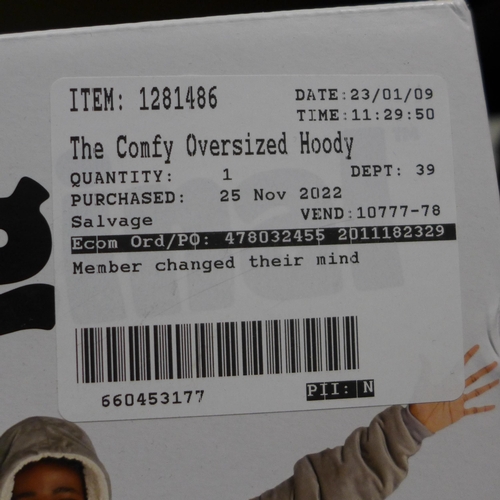 ITEM: 1281486
DATE:23/01/09
TIME:11:29:50
The Comfy Oversized Hoody
QUANTITY: 1 DEPT: 39
PURCHASED: 25 Nov 2022
Salvage VEND:10777-78
Ecom Ord/PO: 478032455 2011182329
Member changed their mind
660453177
PII: N